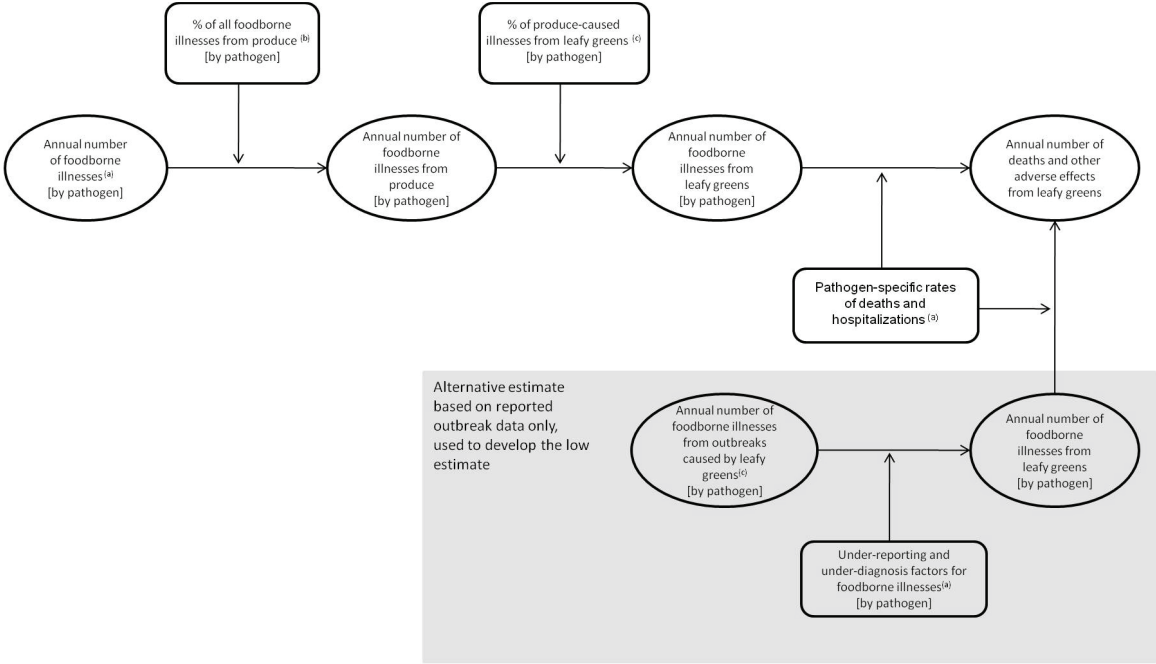 % of all foodborne
illnesses from produce (b)
[by pathogen]
% of produce-caused
illnesses from leafy greens (c)
[by pathogen]
Annual number
of foodborne
illnesses (a)
[by pathogen]
Annual number of
foodborne
illnesses from
produce
[by pathogen]
Annual number of
foodborne
illnesses from
leafy greens
[by pathogen]
Annual number of
deaths and other
adverse effects
from leafy greens
Pathogen-specific rates
of deaths and
hospitalizations (a)
Alternative estimate
based on reported
outbreak data only,
used to develop the low
estimate
Annual number of
foodborne illnesses
from outbreaks
caused by leafy
greens(c)
[by pathogen]
Annual number of
foodborne
illnesses from
leafy greens
[by pathogen]
Under-reporting and
under-diagnosis factors for
foodborne illnesses(a)
[by pathogen]